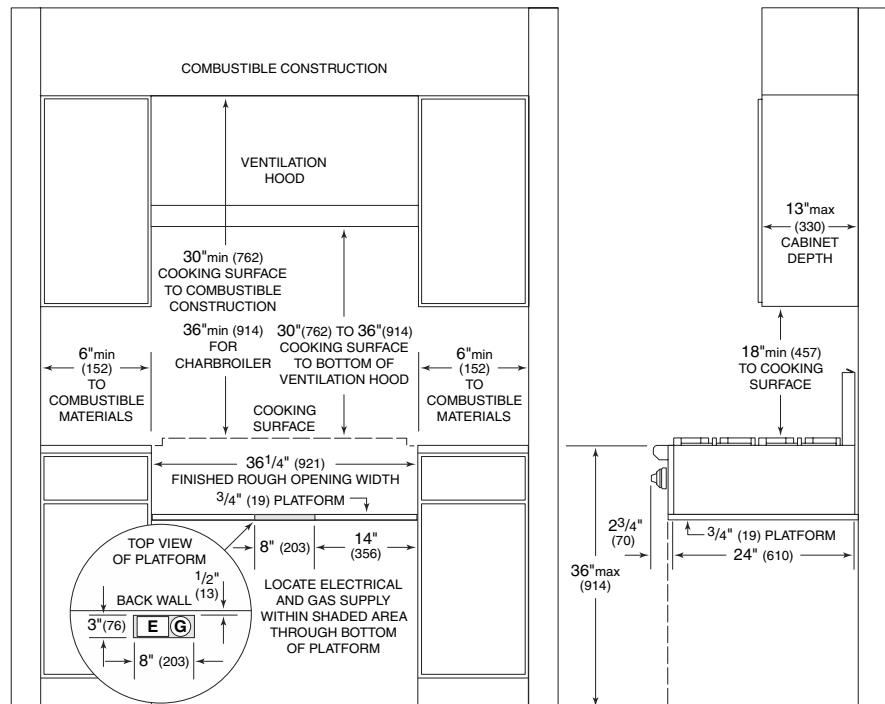 COMBUSTIBLE CONSTRUCTION
VENTILATION
HOOD
30"min (762)
COOKING SURFACE
TO COMBUSTIBLE
CONSTRUCTION
36"min (914)
FOR
CHARBROILER
30"(762) TO 36"(914)
COOKING SURFACE
TO BOTTOM OF
VENTILATION HOOD
6"min
(152)
TO
COMBUSTIBLE
MATERIALS
6"min
(152)
TO
COMBUSTIBLE
MATERIALS
COOKING
SURFACE
36 1/4" (921)
FINISHED ROUGH OPENING WIDTH
3/4" (19) PLATFORM
8" (203)
14"
(356)
LOCATE ELECTRICAL
AND GAS SUPPLY
WITHIN SHADED AREA
THROUGH BOTTOM
OF PLATFORM
TOP VIEW
OF PLATFORM
1/2"
(13)
BACK WALL
3"(76)
E G
8" (203)
13"max
(330)
CABINET
DEPTH
18"min (457)
TO COOKING
SURFACE
2 3/4"
(70)
3/4" (19) PLATFORM
24" (610)
36"max
(914)